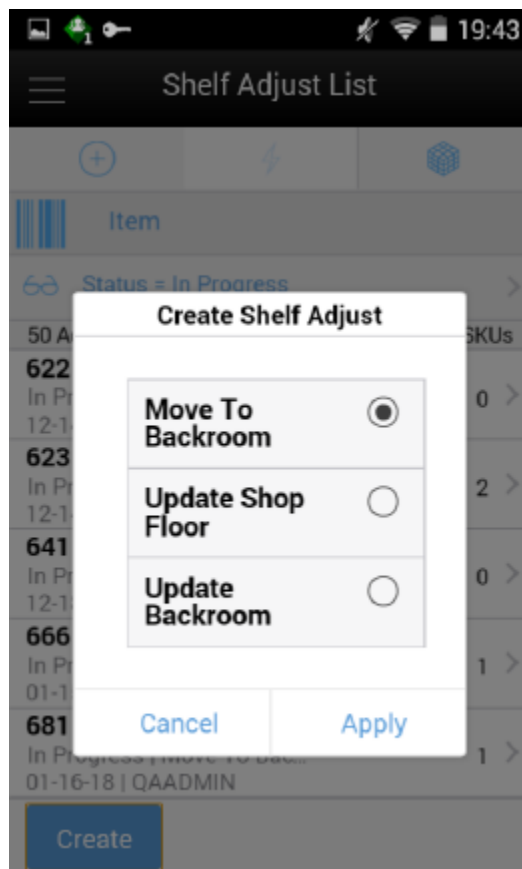 1
19:43
Shelf Adjust List
Item
Status = In Progress
50 A
SKUs
Create Shelf Adjust
622
In Pr
12-1
0
Move To
Backroom
623
In Pr
12-1
2
Update Shop
Floor
641
In Pr
12-1
0
Update
Backroom
666
In Pr
01-1
1
Cancel
Apply
681
In Progress | Move To Bac...
01-16-18 | QAADMIN
1
Create